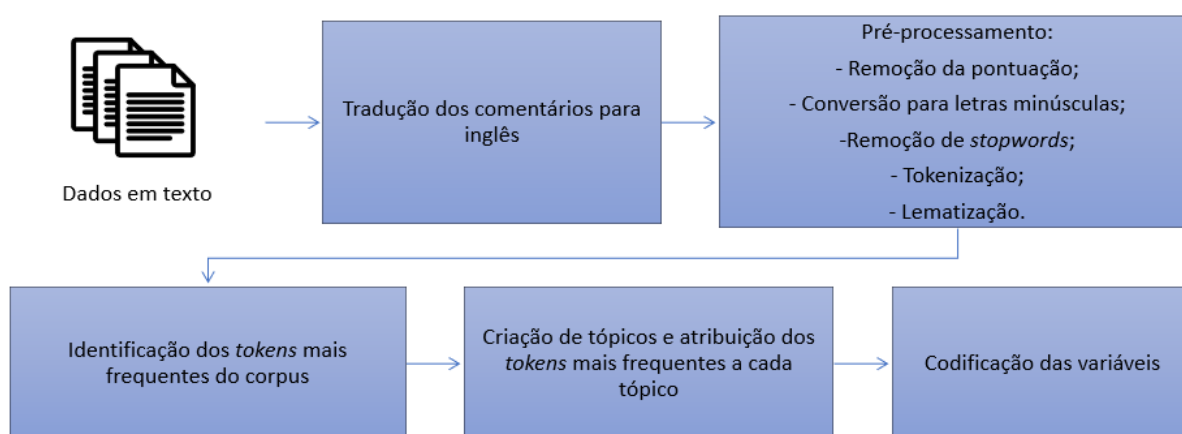 Dados em texto
Tradução dos comentários para
inglês
Pré-processamento:
- Remoção da pontuação;
- Conversão para letras minúsculas;
-Remoção de stopwords;
- Tokenização;
- Lematização.
Identificação dos tokens mais
frequentes do corpus
Criação de tópicos e atribuição dos
tokens mais frequentes a cada
tópico
Codificação das variáveis